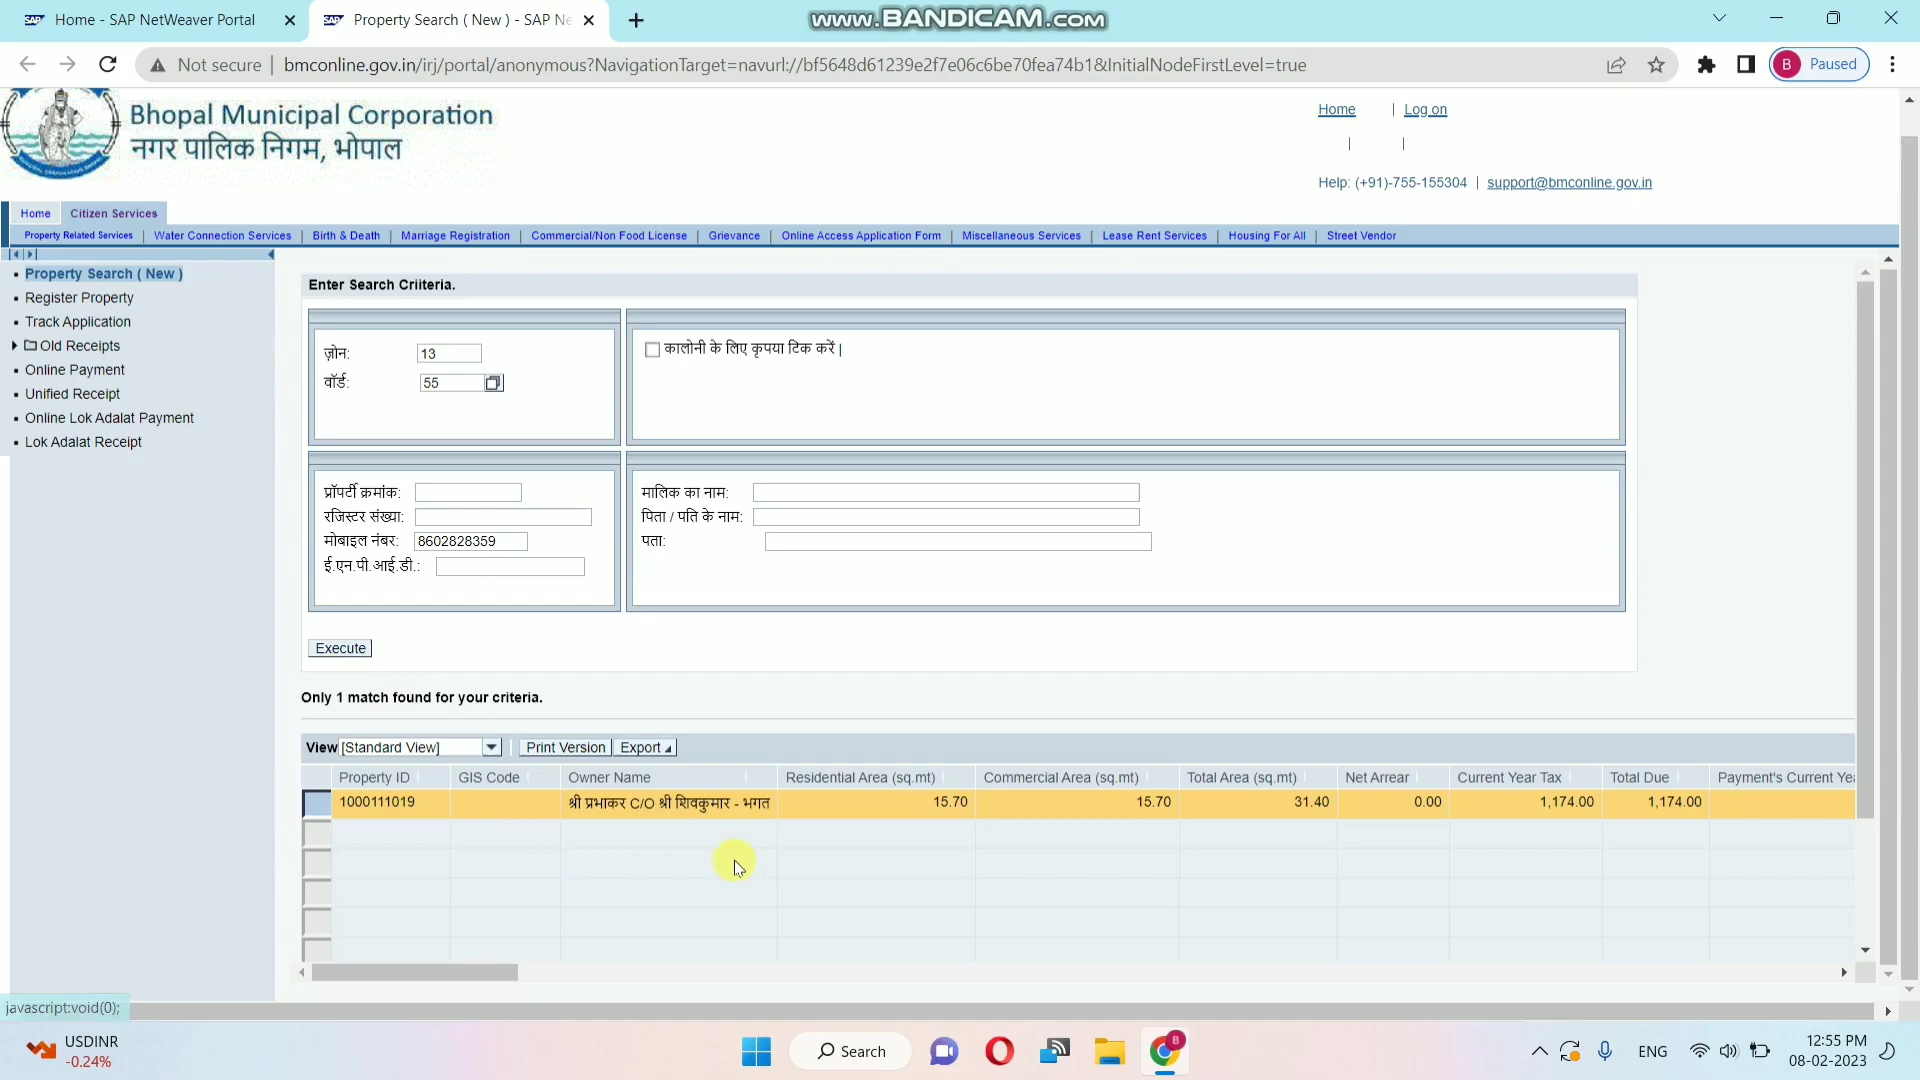 Home - SAP NetWeaver Portal
Property Search ( New ) - SAP Ne
www.BANDICAM.com
Not secure | bmconline.gov.in/irj/portal/anonymous?NavigationTarget=navurl://bf5648d61239e2f7e06c6be70fea74b1&InitialNodeFirstLevel=true
B Paused
Bhopal Municipal Corporation
नगर पालिक निगम, भोपाल
Home | Log on
Help: (+91)-755-155304 | support@bmconline.gov.in
Home Citizen Services
Property Related Services | Water Connection Services | Birth & Death | Marriage Registration | Commercial/Non Food License | Grievance | Online Access Application Form | Miscellaneous Services | Lease Rent Services | Housing For All | Street Vendor
Property Search ( New )
Register Property
Track Application
Old Receipts
Online Payment
Unified Receipt
Online Lok Adalat Payment
Lok Adalat Receipt
Enter Search Criiteria.
ज़ोन: 13
वॉर्ड: 55
कालोनी के लिए कृपया टिक करें |
प्रॉपर्टी क्रमांक:
रजिस्टर संख्या:
मोबाइल नंबर: 8602828359
ई.एन.पी.आई.डी.:
मालिक का नाम:
पिता / पति के नाम:
पता:
Execute
Only 1 match found for your criteria.
View [Standard View] Print Version Export
Property ID GIS Code Owner Name Residential Area (sq.mt) Commercial Area (sq.mt) Total Area (sq.mt) Net Arrear Current Year Tax Total Due Payment's Current Yea
1000111019 श्री प्रभाकर C/O श्री शिवकुमार - भगत 15.70 15.70 31.40 0.00 1,174.00 1,174.00
javascript:void(0);
USDINR
-0.24%
Search
B
ENG
12:55 PM
08-02-2023